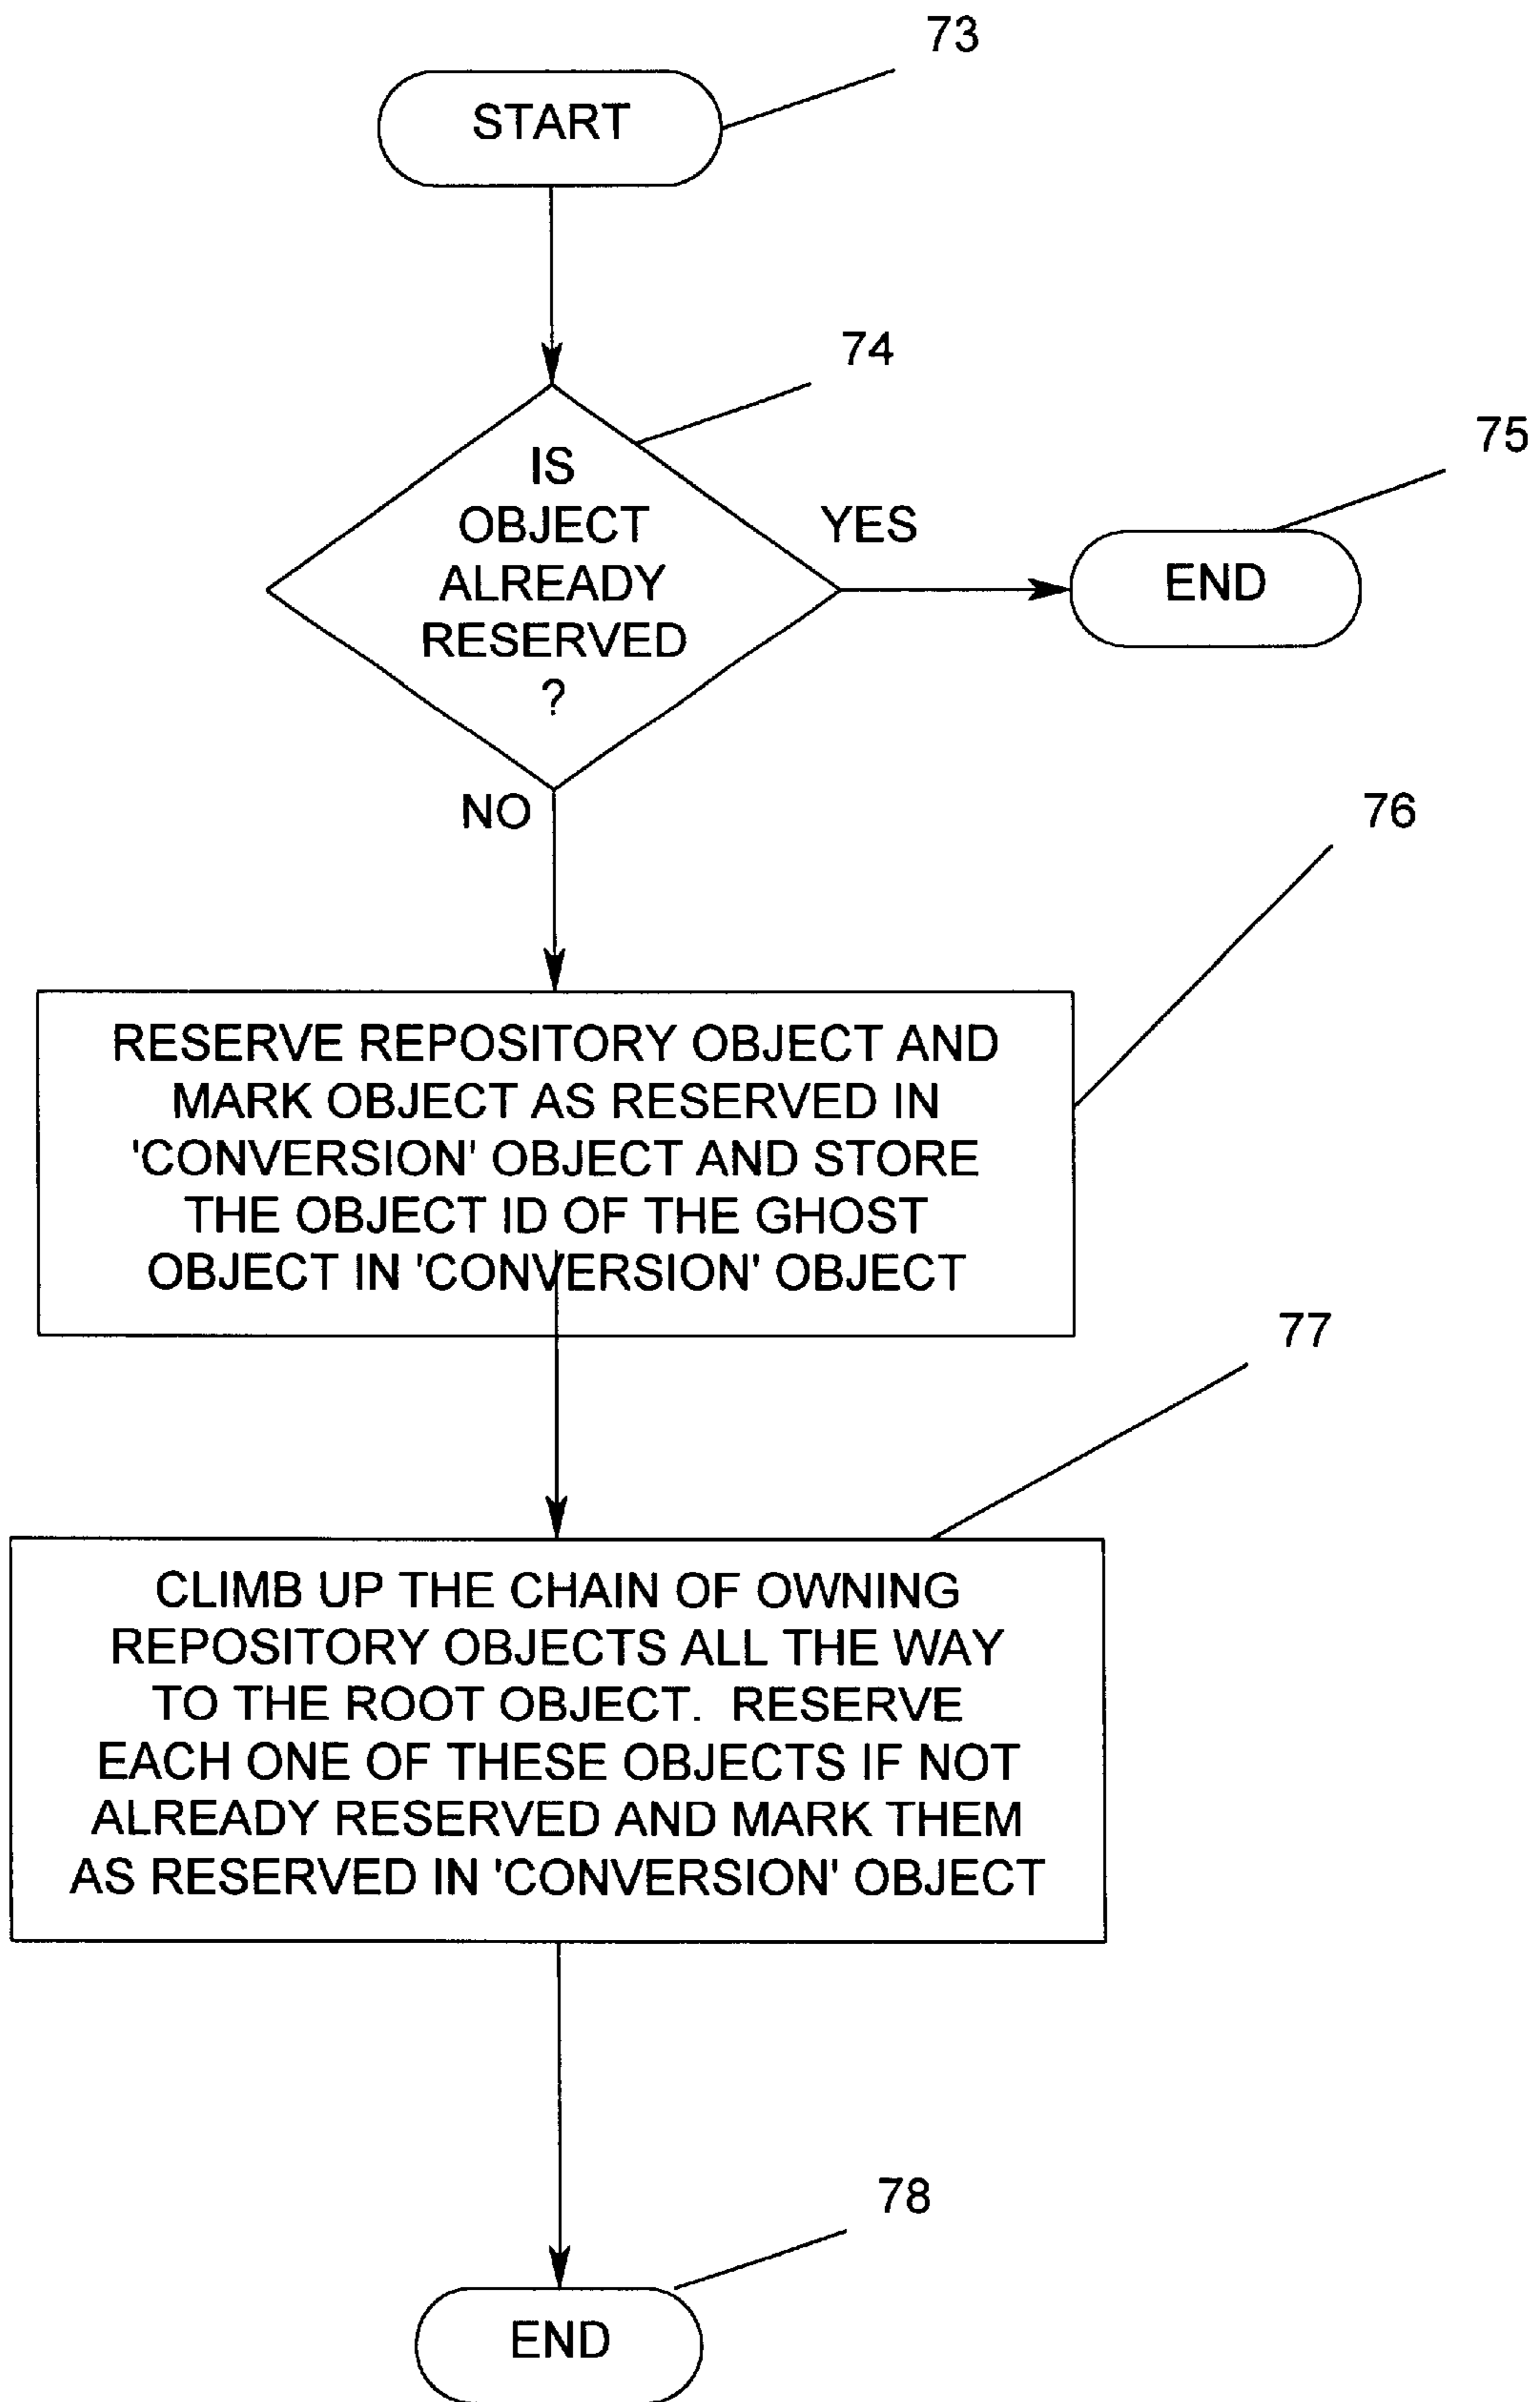 73
START
74
75
IS
OBJECT
ALREADY
RESERVED
?
YES
END
NO
76
RESERVE REPOSITORY OBJECT AND
MARK OBJECT AS RESERVED IN
'CONVERSION' OBJECT AND STORE
THE OBJECT ID OF THE GHOST
OBJECT IN 'CONVERSION' OBJECT
77
CLIMB UP THE CHAIN OF OWNING
REPOSITORY OBJECTS ALL THE WAY
TO THE ROOT OBJECT. RESERVE
EACH ONE OF THESE OBJECTS IF NOT
ALREADY RESERVED AND MARK THEM
AS RESERVED IN 'CONVERSION' OBJECT
78
END